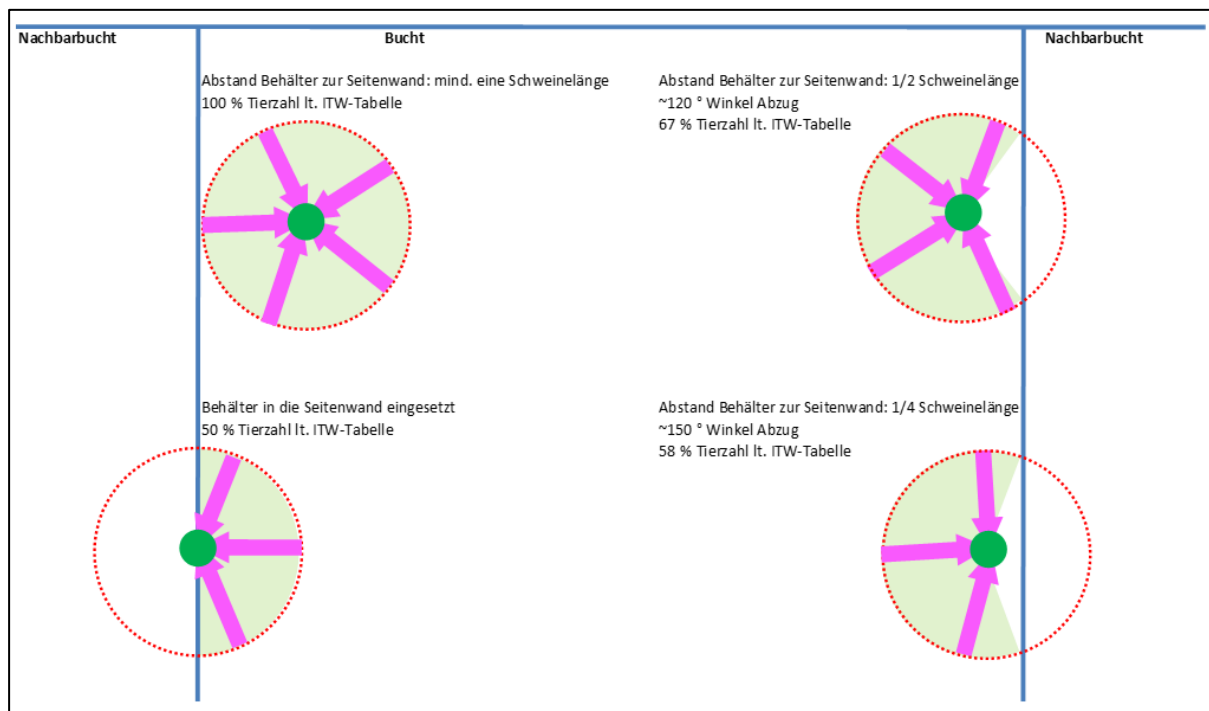 Nachbarbucht
Bucht
Nachbarbucht
Abstand Behälter zur Seitenwand: mind. eine Schweinelänge
100 % Tierzahl lt. ITW-Tabelle
Abstand Behälter zur Seitenwand: 1/2 Schweinelänge
~120 ° Winkel Abzug
67 % Tierzahl lt. ITW-Tabelle
Behälter in die Seitenwand eingesetzt
50 % Tierzahl lt. ITW-Tabelle
Abstand Behälter zur Seitenwand: 1/4 Schweinelänge
~150 ° Winkel Abzug
58 % Tierzahl lt. ITW-Tabelle